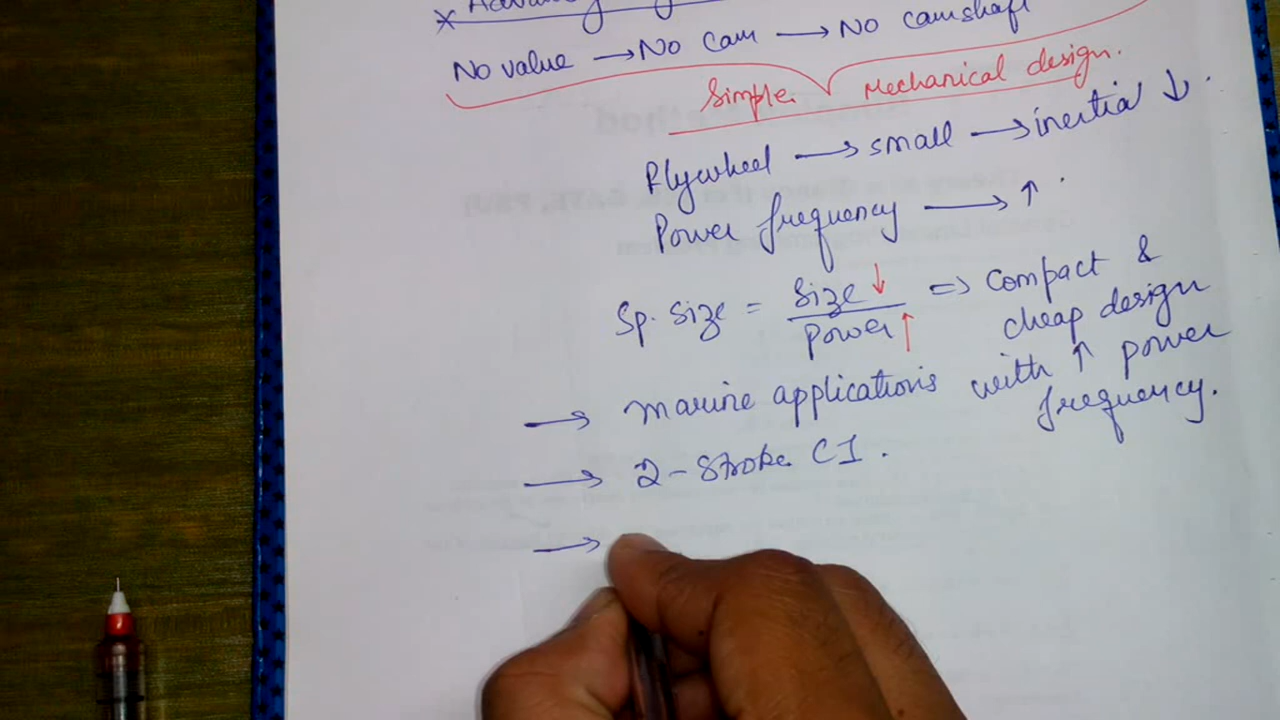 No value → No Cam → No camshaft
Simple Mechanical design.
Flywheel → small → inertia ↓ .
Power frequency → ↑ .
Sp. size = Size ↓ / Power ↑ ⇒ Compact & cheap design
→ Marine applications with ↑ power frequency.
→ 2-Stroke CI.
→